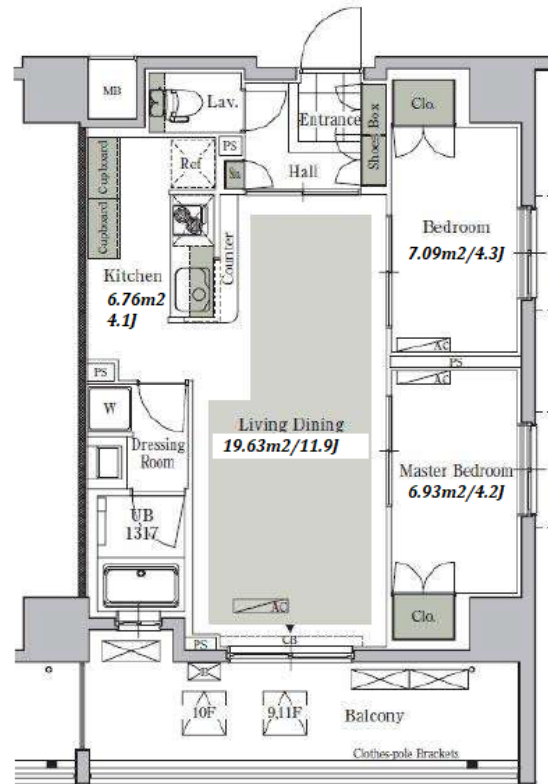 MB
Lav.
Entrance
Shoes Box
Clo.
PS
Ref
Sto.
Hall
Cupboard
Cupboard
Counter
Bedroom
7.09m2/4.3J
Kitchen
6.76m2
4.1J
AC
PS
AC
PS
W
Dressing
Room
Living Dining
19.63m2/11.9J
Master Bedroom
6.93m2/4.2J
UB
1317
AC
Clo.
PS
CB
10F
9,11F
Balcony
Clothes-pole Brackets